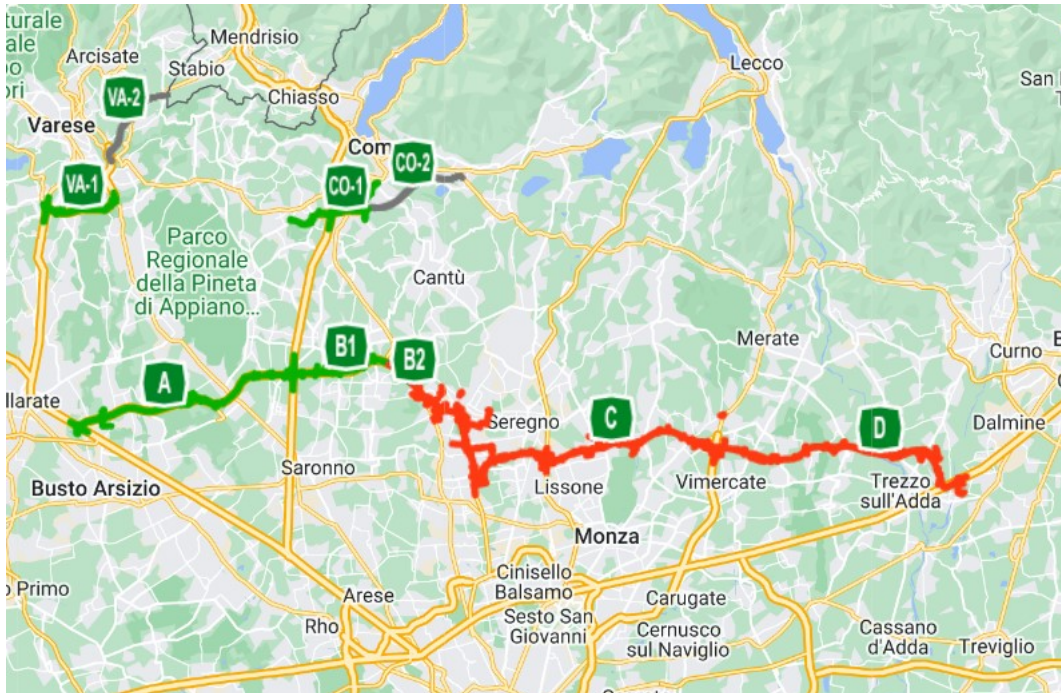 turale
ale
po
ori
Arcisate
Mendrisio
Stabio
Chiasso
Lecco
San
VA-2
Varese
Com
CO-2
VA-1
CO-1
Parco
Regionale
della Pineta
di Appiano...
Cantù
Merate
Curno
B1
B2
A
llarate
Seregno
C
D
Dalmine
Saronno
Busto Arsizio
Lissone
Vimercate
Trezzo
sull'Adda
Monza
Cinisello
Balsamo
Primo
Arese
Carugate
Rho
Sesto San
Giovanni
Cernusco
sul Naviglio
Cassano
d'Adda
Treviglio